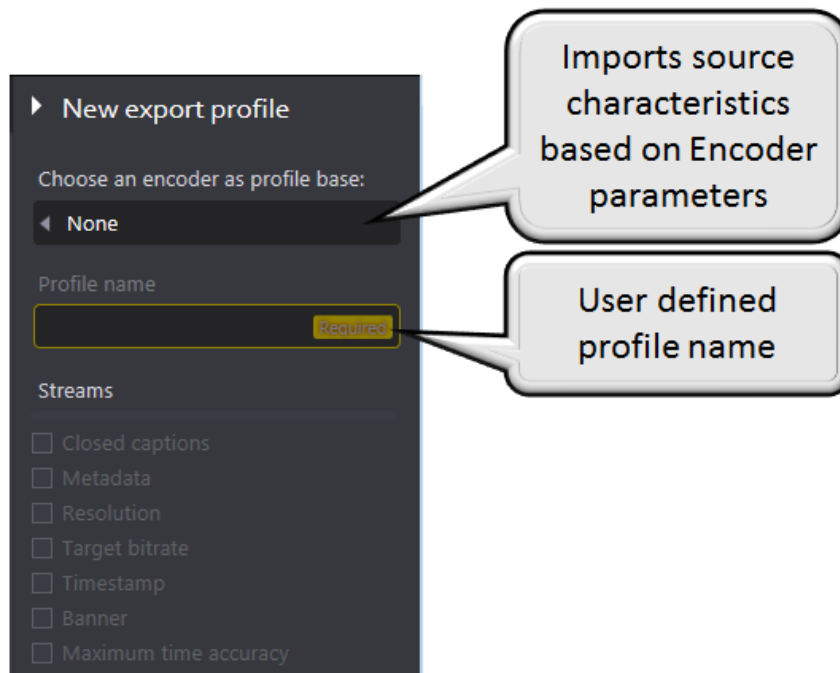 New export profile
Choose an encoder as profile base:
None
Profile name
Required
Streams
Closed captions
Metadata
Resolution
Target bitrate
Timestamp
Banner
Maximum time accuracy
Imports source
characteristics
based on Encoder
parameters
User defined
profile name